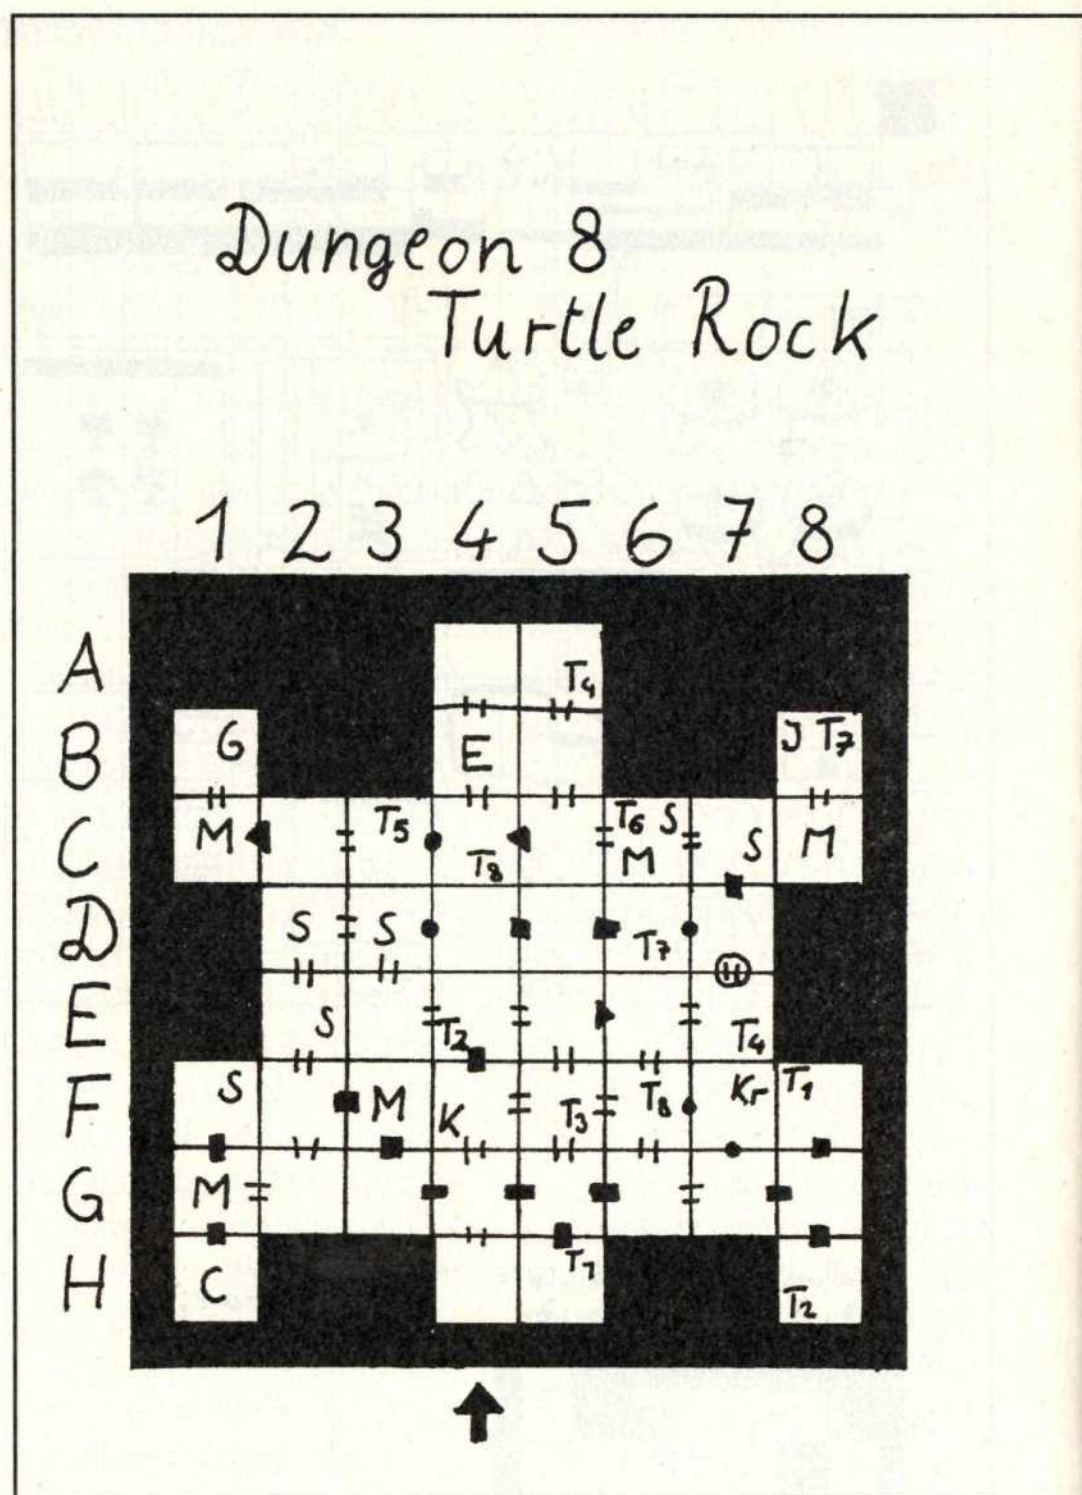 Dungeon 8
Turtle Rock
1 2 3 4 5 6 7 8
A T4
B G E J T7
C M T5 T8 T6 S M S M
D S S T7
E S T2 T4
F S M K T3 T8 Kr T1
G M
H C T1 T2